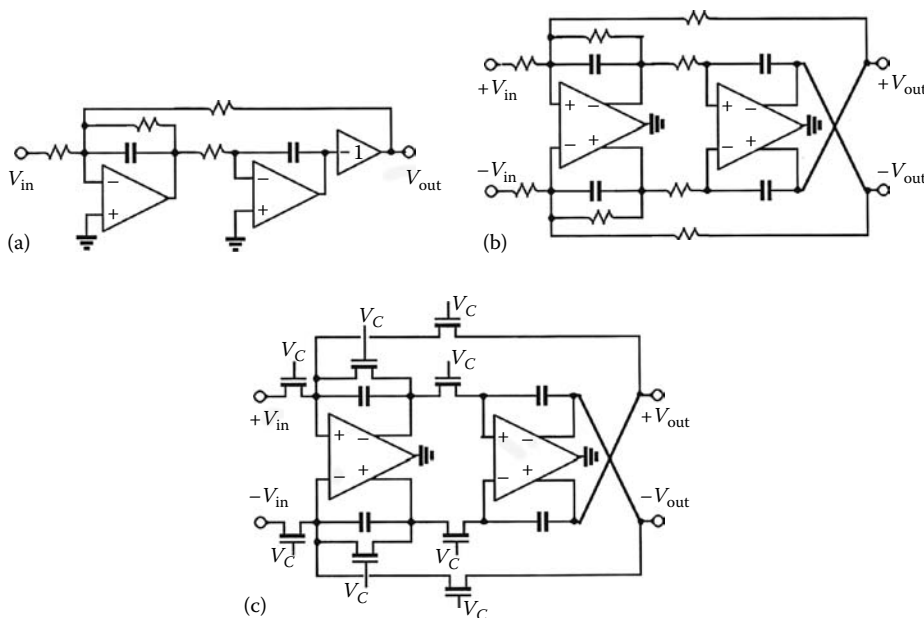 V_in
−
+
−
+
−1
V_out
(a)
+V_in
+ −
− +
+ −
− +
+V_out
−V_in
−V_out
(b)
V_C
V_C
V_C
V_C
+V_in
+ −
− +
+ −
− +
+V_out
−V_in
−V_out
V_C
V_C
V_C
V_C
(c)